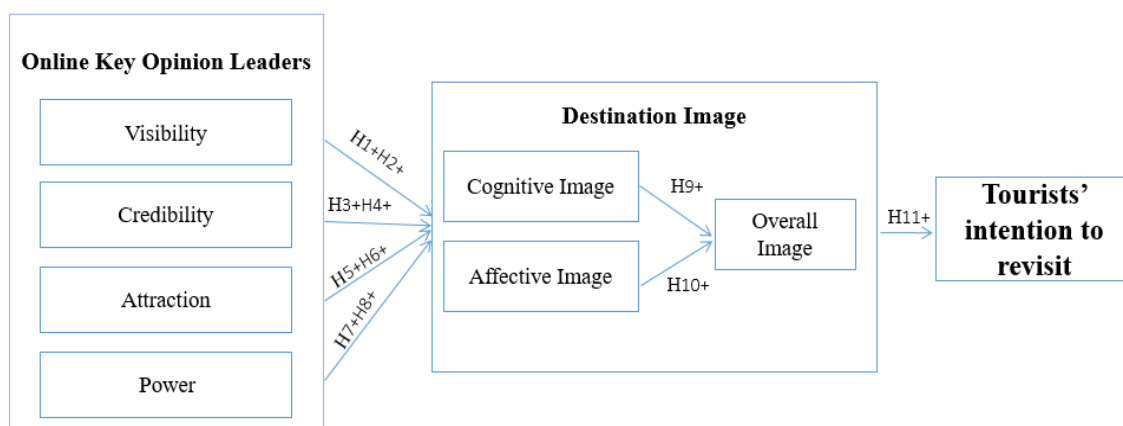 Online Key Opinion Leaders
Visibility
Credibility
Attraction
Power
H1+H2+
H3+H4+
H5+H6+
H7+H8+
Destination Image
Cognitive Image
Affective Image
H9+
H10+
Overall
Image
H11+
Tourists'
intention to
revisit